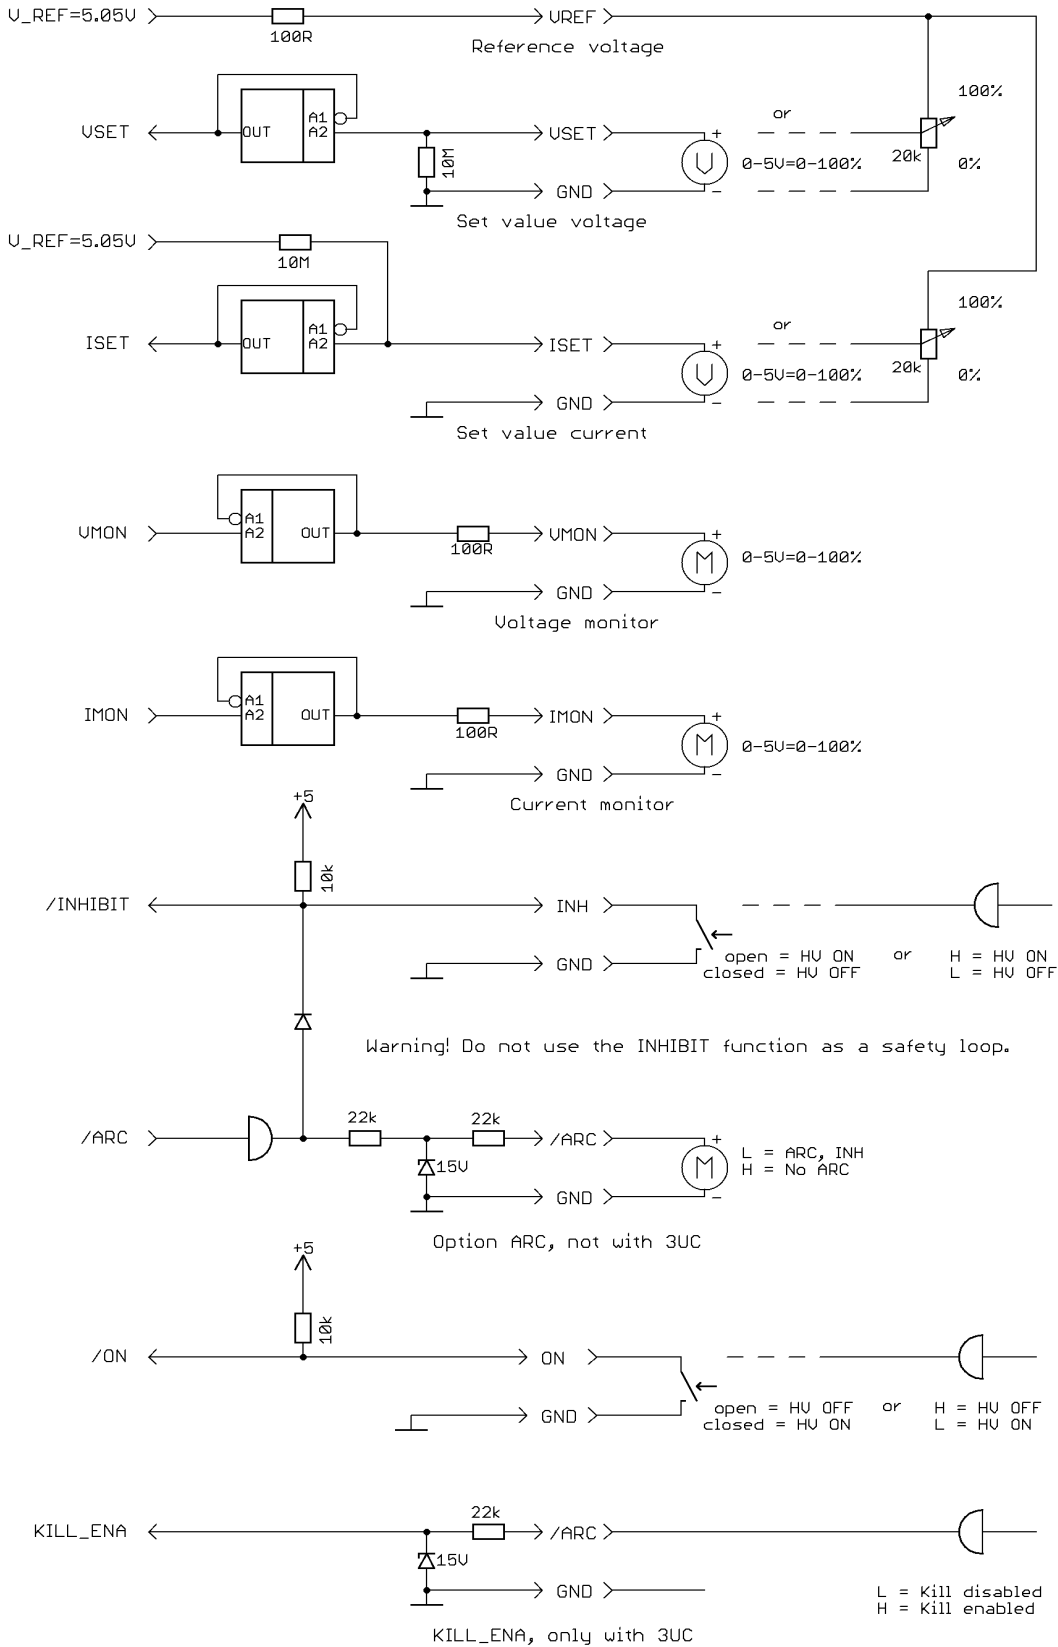 V_REF=5.05V
100R
VREF
Reference voltage
100%
VSET
OUT
A1
A2
10M
VSET
or
0-5V=0-100%
V
+
-
20k
0%
GND
Set value voltage
V_REF=5.05V
10M
100%
ISET
OUT
A1
A2
ISET
or
0-5V=0-100%
V
+
-
20k
0%
GND
Set value current
VMON
A1
A2
OUT
100R
VMON
+
M
-
0-5V=0-100%
GND
Voltage monitor
IMON
A1
A2
OUT
100R
IMON
+
M
-
0-5V=0-100%
GND
Current monitor
+5
10k
/INHIBIT
INH
GND
open = HV ON or H = HV ON
closed = HV OFF L = HV OFF
Warning! Do not use the INHIBIT function as a safety loop.
/ARC
22k
22k
/ARC
+
M
-
L = ARC, INH
H = No ARC
15V
GND
Option ARC, not with 3UC
+5
10k
/ON
ON
GND
open = HV OFF or H = HV OFF
closed = HV ON L = HV ON
KILL_ENA
22k
/ARC
15V
GND
L = Kill disabled
H = Kill enabled
KILL_ENA, only with 3UC